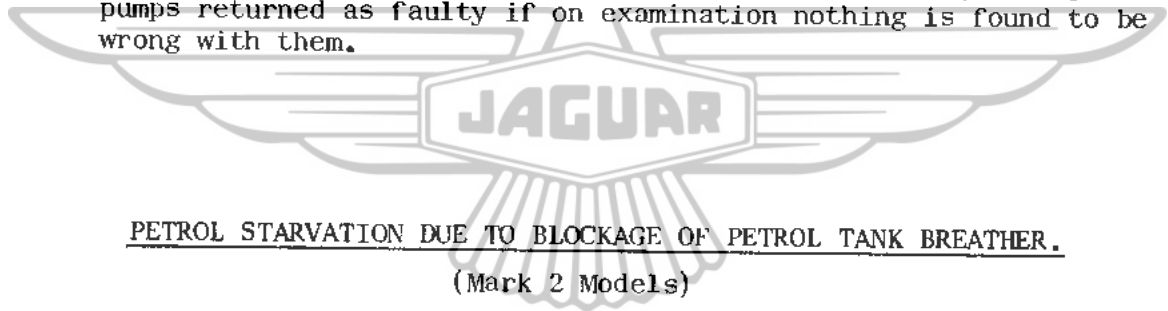 pumps returned as faulty if on examination nothing is found to be
wrong with them.
JAGUAR
PETROL STARVATION DUE TO BLOCKAGE OF PETROL TANK BREATHER.
(Mark 2 Models)